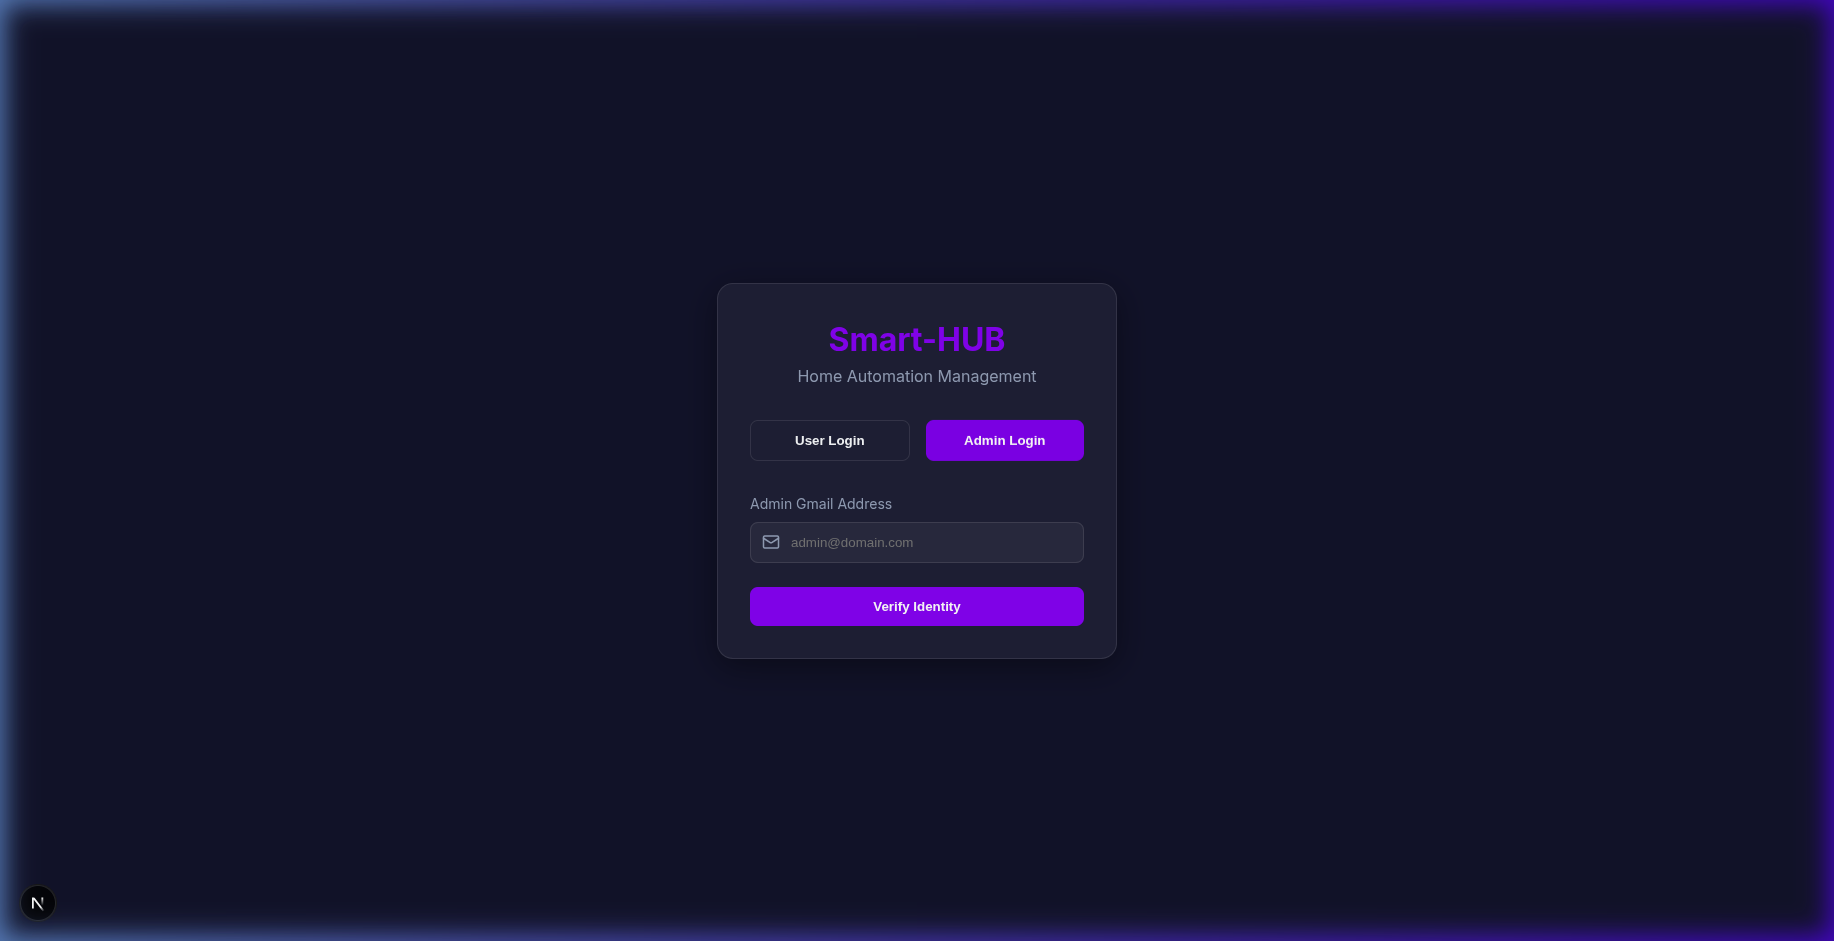 Smart-HUB
Home Automation Management
User Login
Admin Login
Admin Gmail Address
admin@domain.com
Verify Identity
N